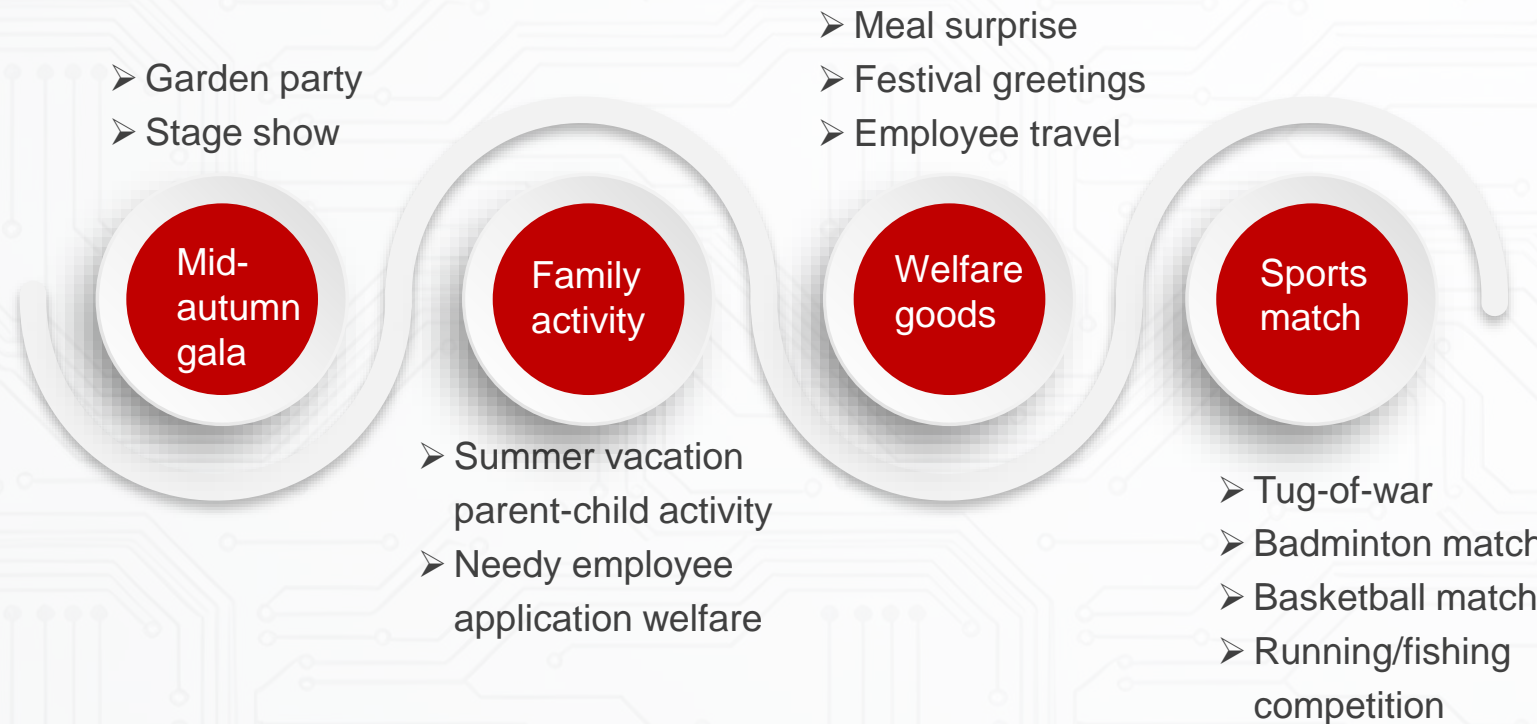 ➢ Garden party
➢ Stage show
Mid-
autumn
gala
Family
activity
➢ Summer vacation
parent-child activity
➢ Needy employee
application welfare
➢ Meal surprise
➢ Festival greetings
➢ Employee travel
Welfare
goods
Sports
match
➢ Tug-of-war
➢ Badminton match
➢ Basketball match
➢ Running/fishing
competition